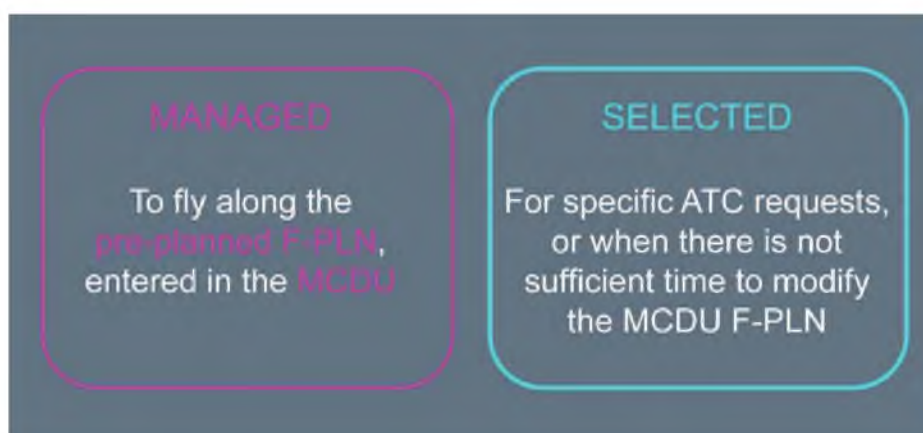 MANAGED
To fly along the
pre-planned F-PLN,
entered in the MCDU
SELECTED
For specific ATC requests,
or when there is not
sufficient time to modify
the MCDU F-PLN